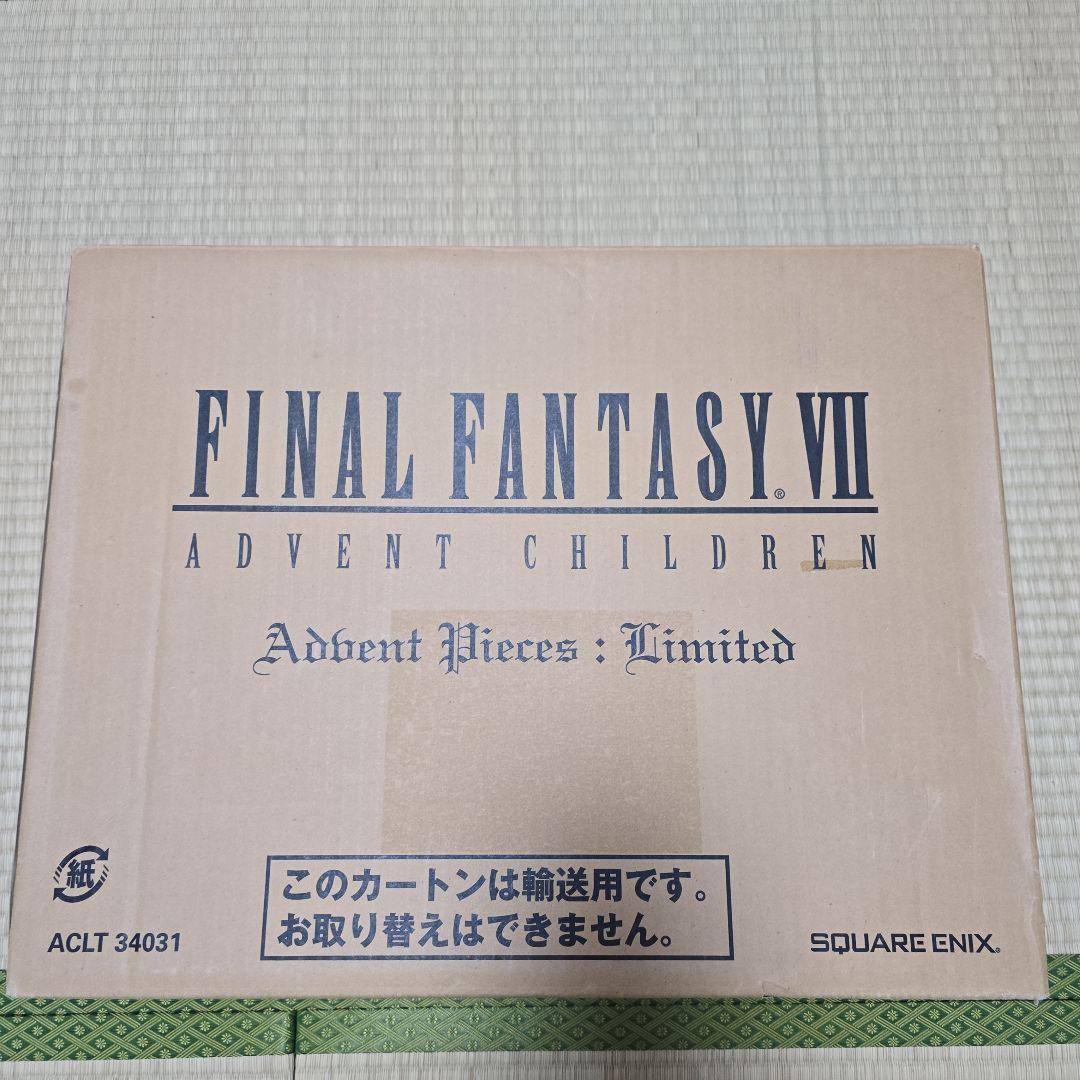 FINAL FANTASY® VII
ADVENT CHILDREN
Advent Pieces : Limited
紙
ACLT 34031
このカートンは輸送用です。
お取り替えはできません。
SQUARE ENIX®